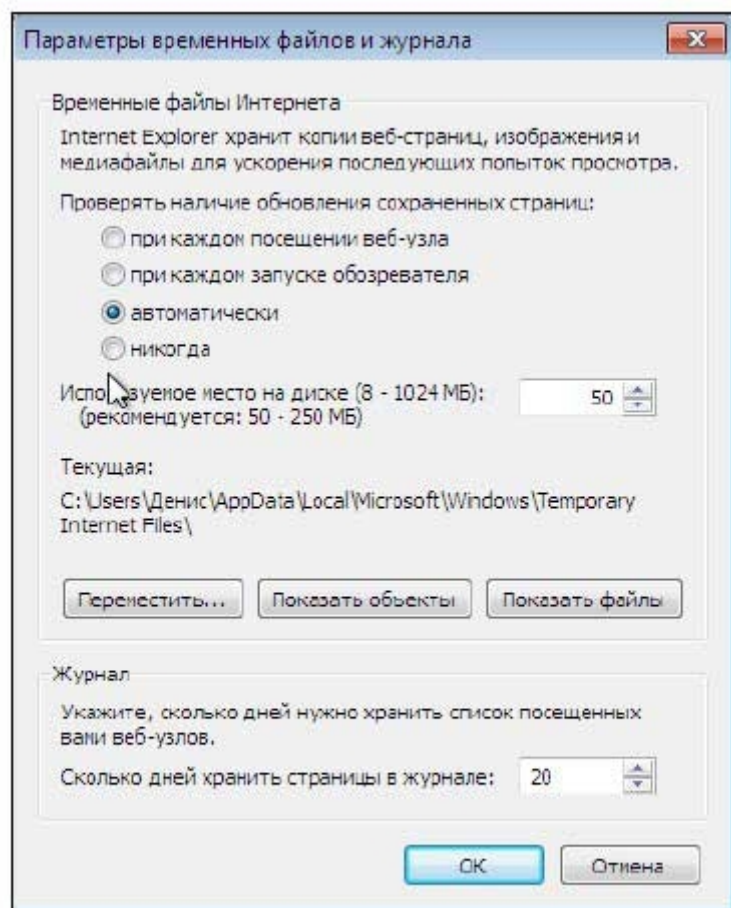 Параметры временных файлов и журнала
Временные файлы Интернета
Internet Explorer хранит копии веб-страниц, изображения и
медиафайлы для ускорения последующих попыток просмотра.
Проверять наличие обновления сохраненных страниц:
при каждом посещении веб-узла
при каждом запуске обозревателя
автоматически
никогда
Используемое место на диске (8 - 1024 МБ): 50
(рекомендуется: 50 - 250 МБ)
Текущая:
C:\Users\Денис\AppData\Local\Microsoft\Windows\Temporary
Internet Files\
Переместить... Показать объекты Показать файлы
Журнал
Укажите, сколько дней нужно хранить список посещенных
вами веб-узлов.
Сколько дней хранить страницы в журнале: 20
ОК Отмена